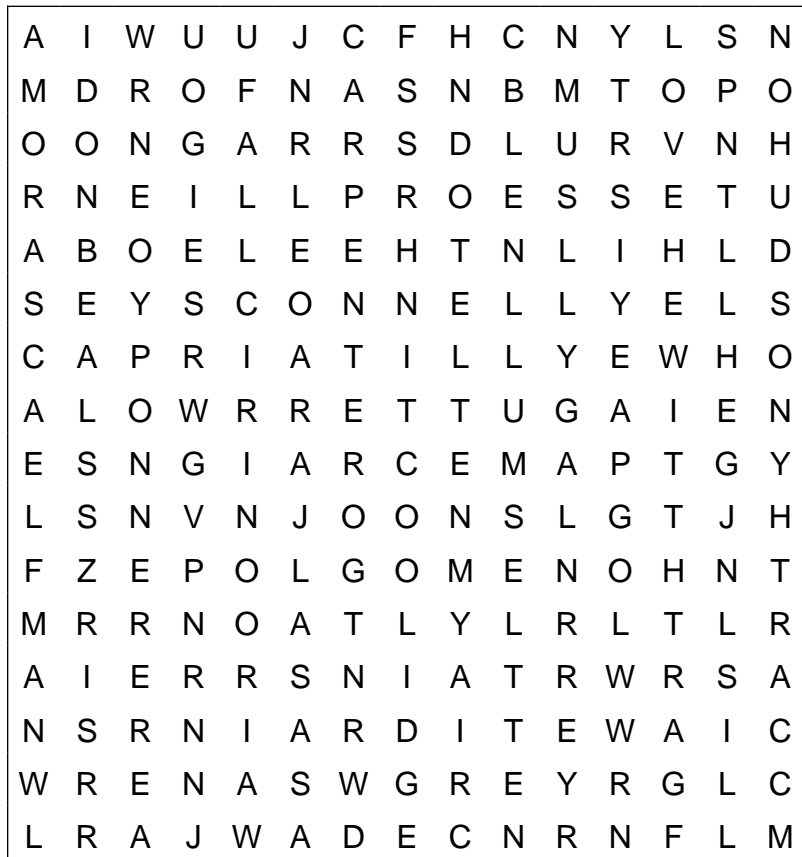 A I W U U J C F H C N Y L S N
M D R O F N A S N B M T O P O
O O N G A R R S D L U R V N H
R N E I L L P R O E S S E T U
A B O E L E E H T N L I H L D
S E Y S C O N N E L L Y E L S
C A P R I A T I L L Y E W H O
A L O W R R E T T U G A I E N
E S N G I A R C E M A P T G Y
L S N V N J O O N S L G T J H
F Z E P O L G O M E N O H N T
M R R N O A T L Y L R L T L R
A I E R R S N I A T R W R S A
N S R N I A R D I T E W A I C
W R E N A S W G R E Y R G L C
L R A J W A D E C N R N F L M